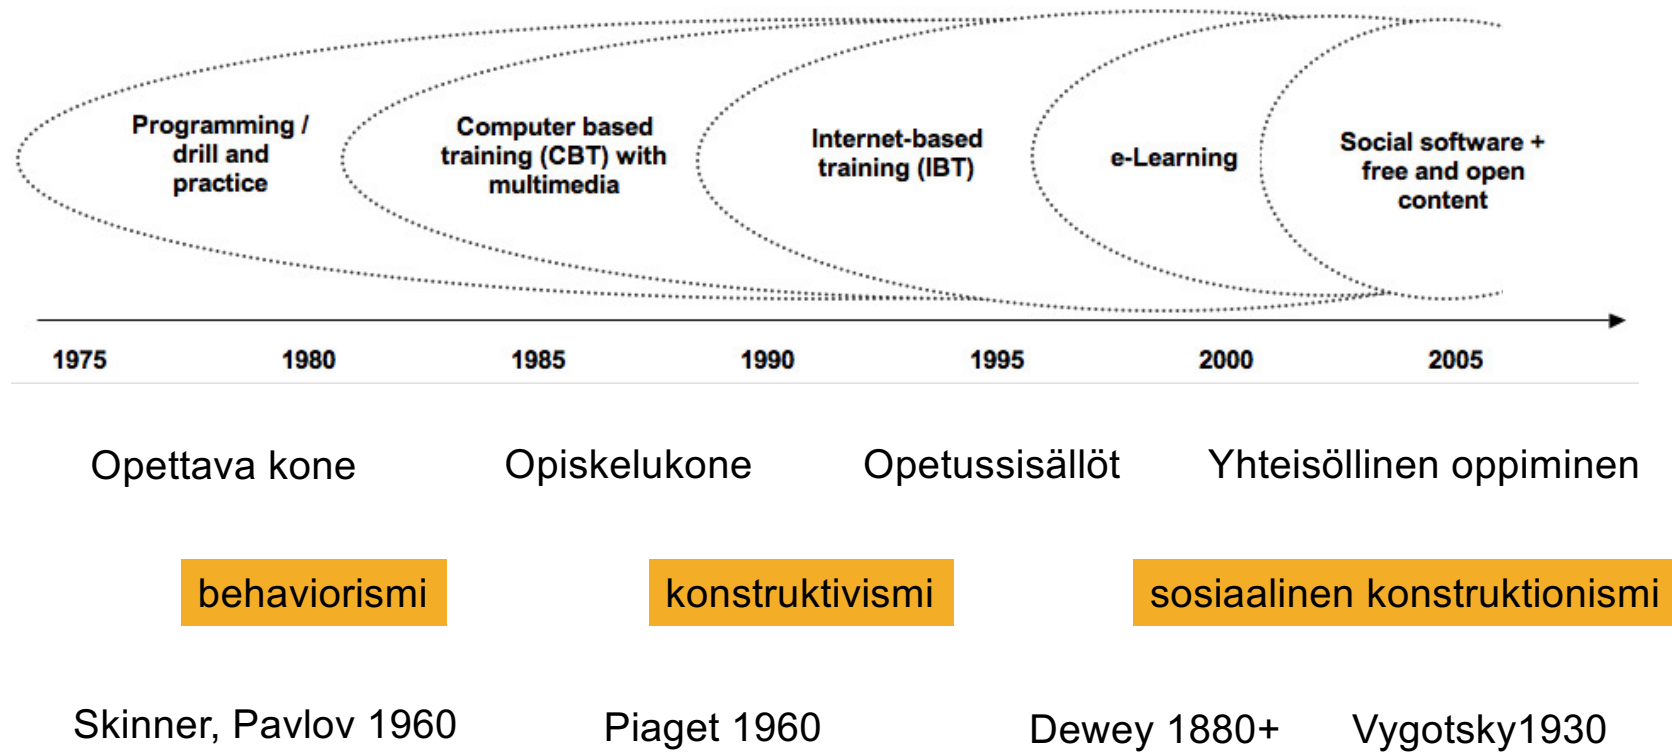 Programming /
drill and
practice
Computer based
training (CBT) with
multimedia
Internet-based
training (IBT)
e-Learning
Social software +
free and open
content
1975 1980 1985 1990 1995 2000 2005
Opettava kone Opiskelukone Opetussisällöt Yhteisöllinen oppiminen
behaviorismi konstruktivismi sosiaalinen konstruktionismi
Skinner, Pavlov 1960 Piaget 1960 Dewey 1880+ Vygotsky1930